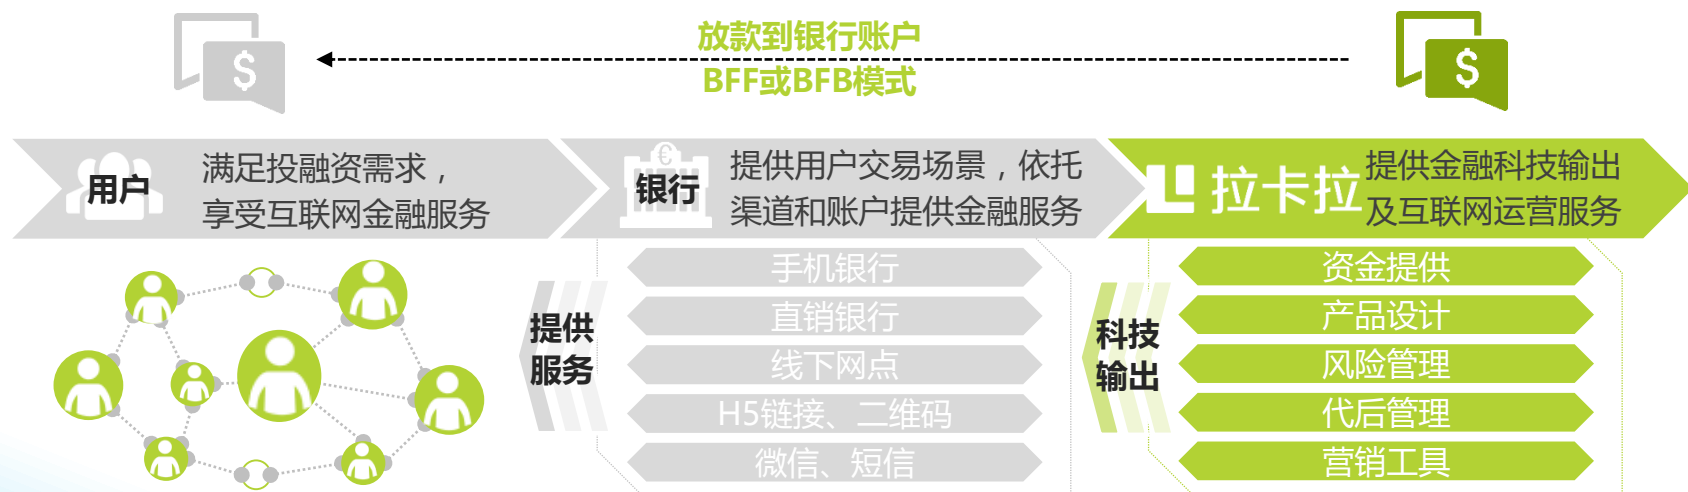 放款到银行账户
BFF或BFB模式
$
$
用户
满足投融资需求，
享受互联网金融服务
€
银行
提供用户交易场景，依托
渠道和账户提供金融服务
拉卡拉
提供金融科技输出
及互联网运营服务
提供
服务
手机银行
直销银行
线下网点
H5链接、二维码
微信、短信
科技
输出
资金提供
产品设计
风险管理
代后管理
营销工具